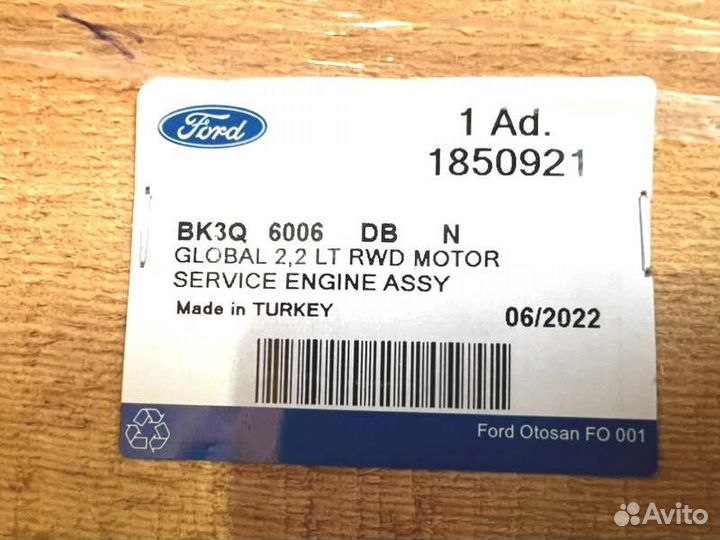 Ford
1 Ad.
1850921
BK3Q 6006 DB N
GLOBAL 2,2 LT RWD MOTOR
SERVICE ENGINE ASSY
Made in TURKEY
06/2022
Ford Otosan FO 001
Avito